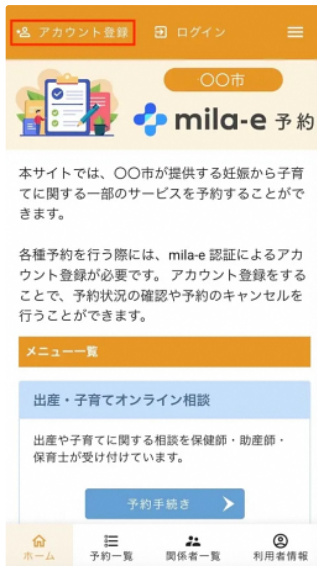 アカウント登録 ログイン
〇〇市
mila-e 予約
本サイトでは、〇〇市が提供する妊娠から子育
てに関する一部のサービスを予約することがで
きます。
各種予約を行う際には、mila-e 認証によるアカ
ウント登録が必要です。 アカウント登録をする
ことで、予約状況の確認や予約のキャンセルを
行うことができます。
メニュー一覧
出産・子育てオンライン相談
出産や子育てに関する相談を保健師・助産師・
保育士が受け付けています。
予約手続き
ホーム 予約一覧 関係者一覧 利用者情報